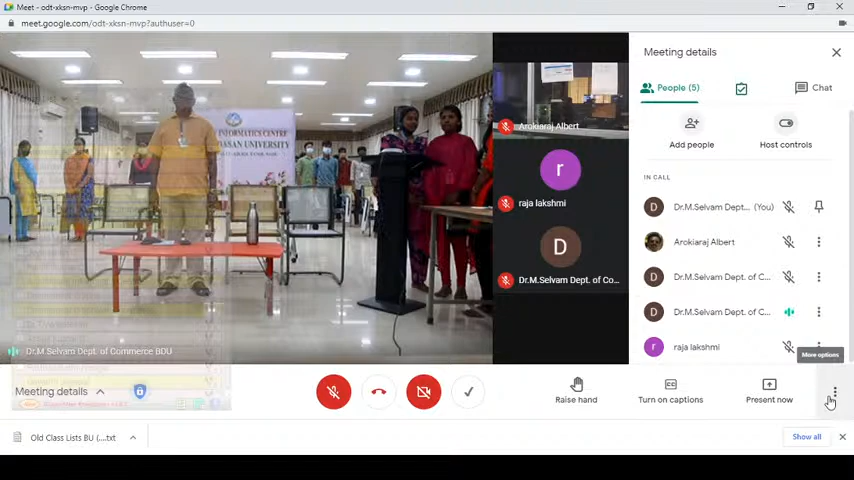 Meet - odt-xksn-mvp - Google Chrome
meet.google.com/odt-xksn-mvp?authuser=0
INFORMATICS CENTRE
DASAN UNIVERSITY
Dr.M.Selvam Dept. of Commerce BDU
Arokiaraj Albert
r
raja lakshmi
D
Dr.M.Selvam Dept. of Co...
Meeting details
People (5)
Chat
Add people
Host controls
IN CALL
D Dr.M.Selvam Dept... (You)
Arokiaraj Albert
D Dr.M.Selvam Dept. of C...
D Dr.M.Selvam Dept. of C...
r raja lakshmi
More options
Meeting details
Raise hand
Turn on captions
Present now
Old Class Lists BU (....txt
Show all